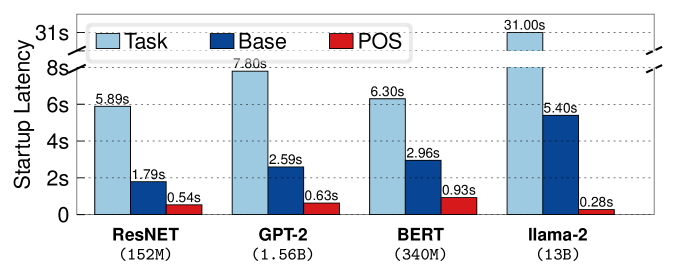 Startup Latency
31s
8s
6s
4s
2s
0
Task Base POS
5.89s 1.79s 0.54s
7.80s 2.59s 0.63s
6.30s 2.96s 0.93s
31.00s 5.40s 0.28s
ResNET GPT-2 BERT llama-2
(152M) (1.56B) (340M) (13B)